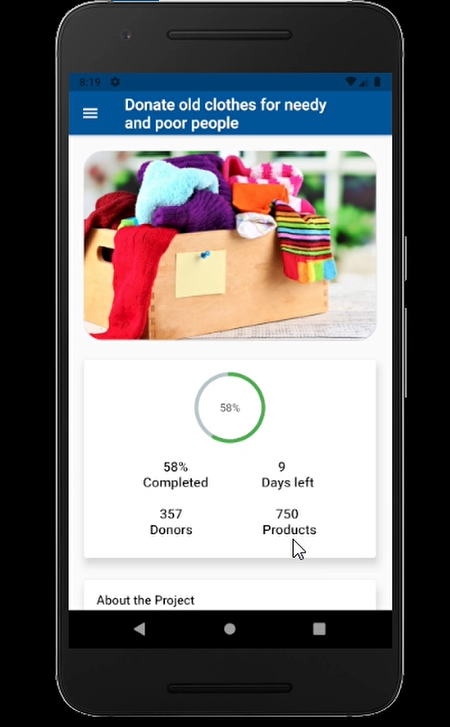 8:19
Donate old clothes for needy
and poor people
58%
58%
Completed
9
Days left
357
Donors
750
Products
About the Project